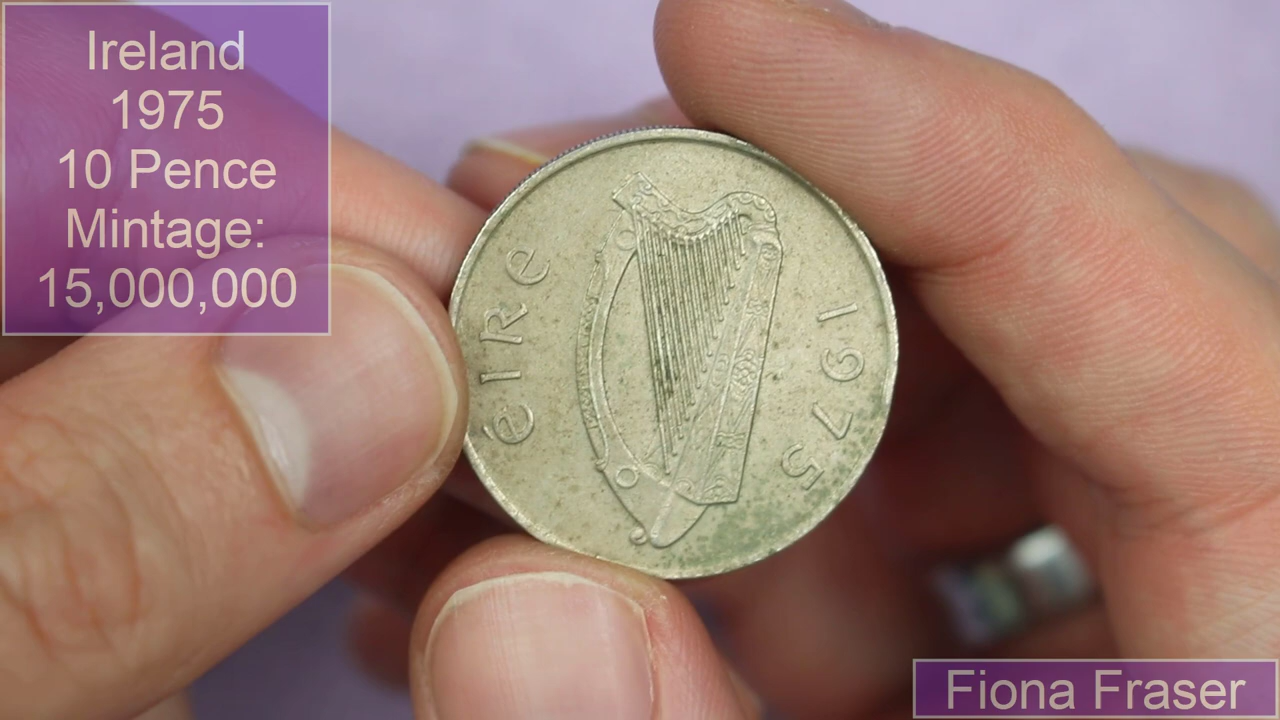 Ireland
1975
10 Pence
Mintage:
15,000,000
éIRe
1975
Fiona Fraser